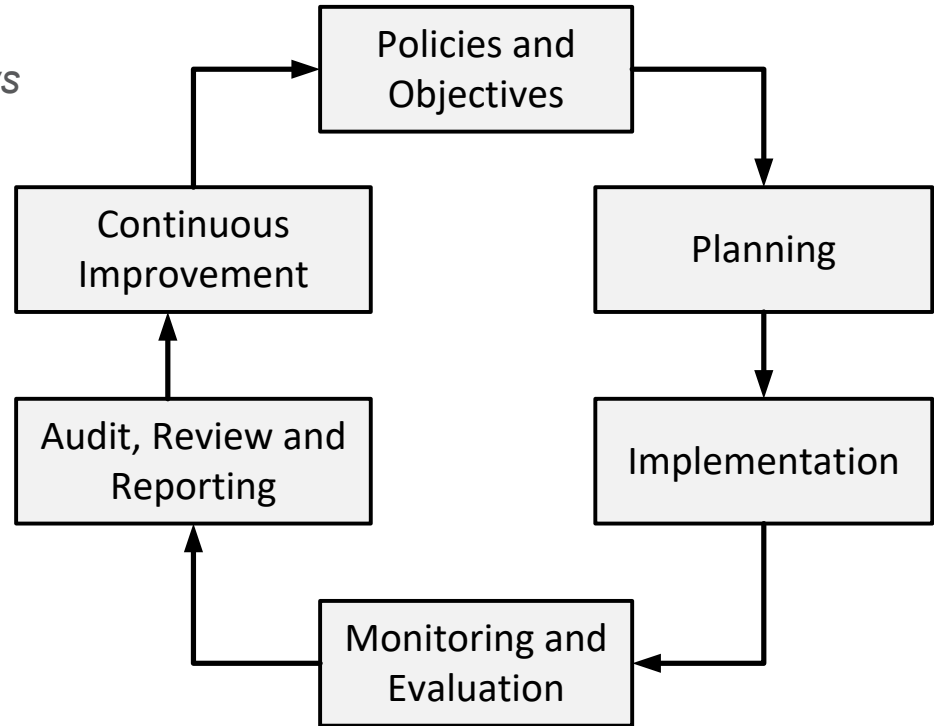 Policies and
Objectives
Continuous
Improvement
Planning
Audit, Review and
Reporting
Implementation
Monitoring and
Evaluation